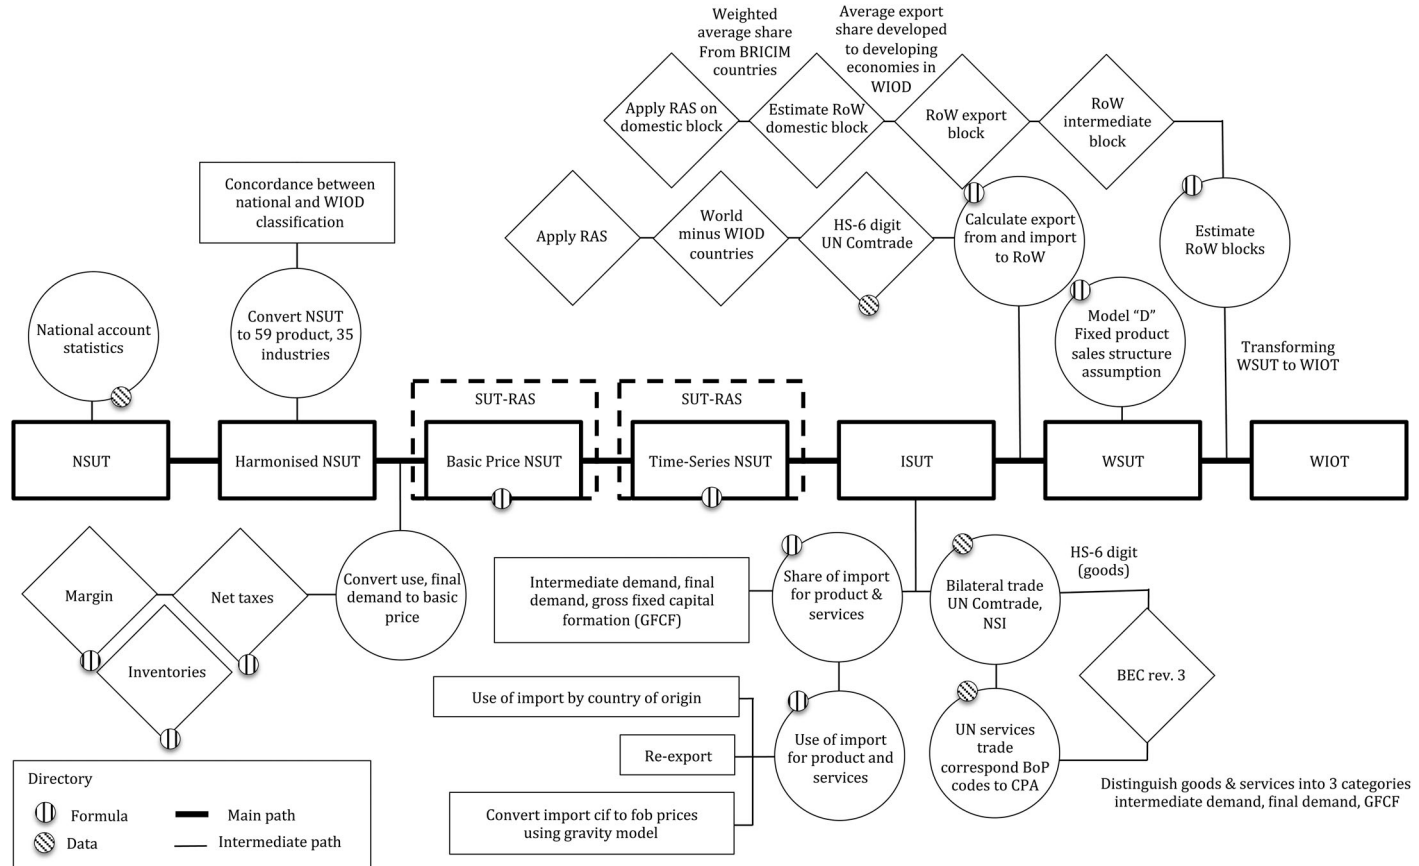 Weighted
average share
From BRICIM
countries
Average export
share developed
to developing
economies in
WIOD
Apply RAS on
domestic block
Estimate RoW
domestic block
RoW export
block
RoW
intermediate
block
Concordance between
national and WIOD
classification
Apply RAS
World
minus WIOD
countries
HS-6 digit
UN Comtrade
Calculate export
from and import
to RoW
Estimate
RoW blocks
National account
statistics
Convert NSUT
to 59 product, 35
industries
Model “D”
Fixed product
sales structure
assumption
Transforming
WSUT to WIOT
SUT-RAS
SUT-RAS
NSUT
Harmonised NSUT
Basic Price NSUT
Time-Series NSUT
ISUT
WSUT
WIOT
Margin
Net taxes
Inventories
Convert use, final
demand to basic
price
Intermediate demand, final
demand, gross fixed capital
formation (GFCF)
Share of import
for product &
services
Bilateral trade
UN Comtrade,
NSI
HS-6 digit
(goods)
BEC rev. 3
Use of import by country of origin
Re-export
Convert import cif to fob prices
using gravity model
Use of import
for product and
services
UN services
trade
correspond BoP
codes to CPA
Distinguish goods & services into 3 categories
intermediate demand, final demand, GFCF
Directory
Formula
Main path
Data
Intermediate path